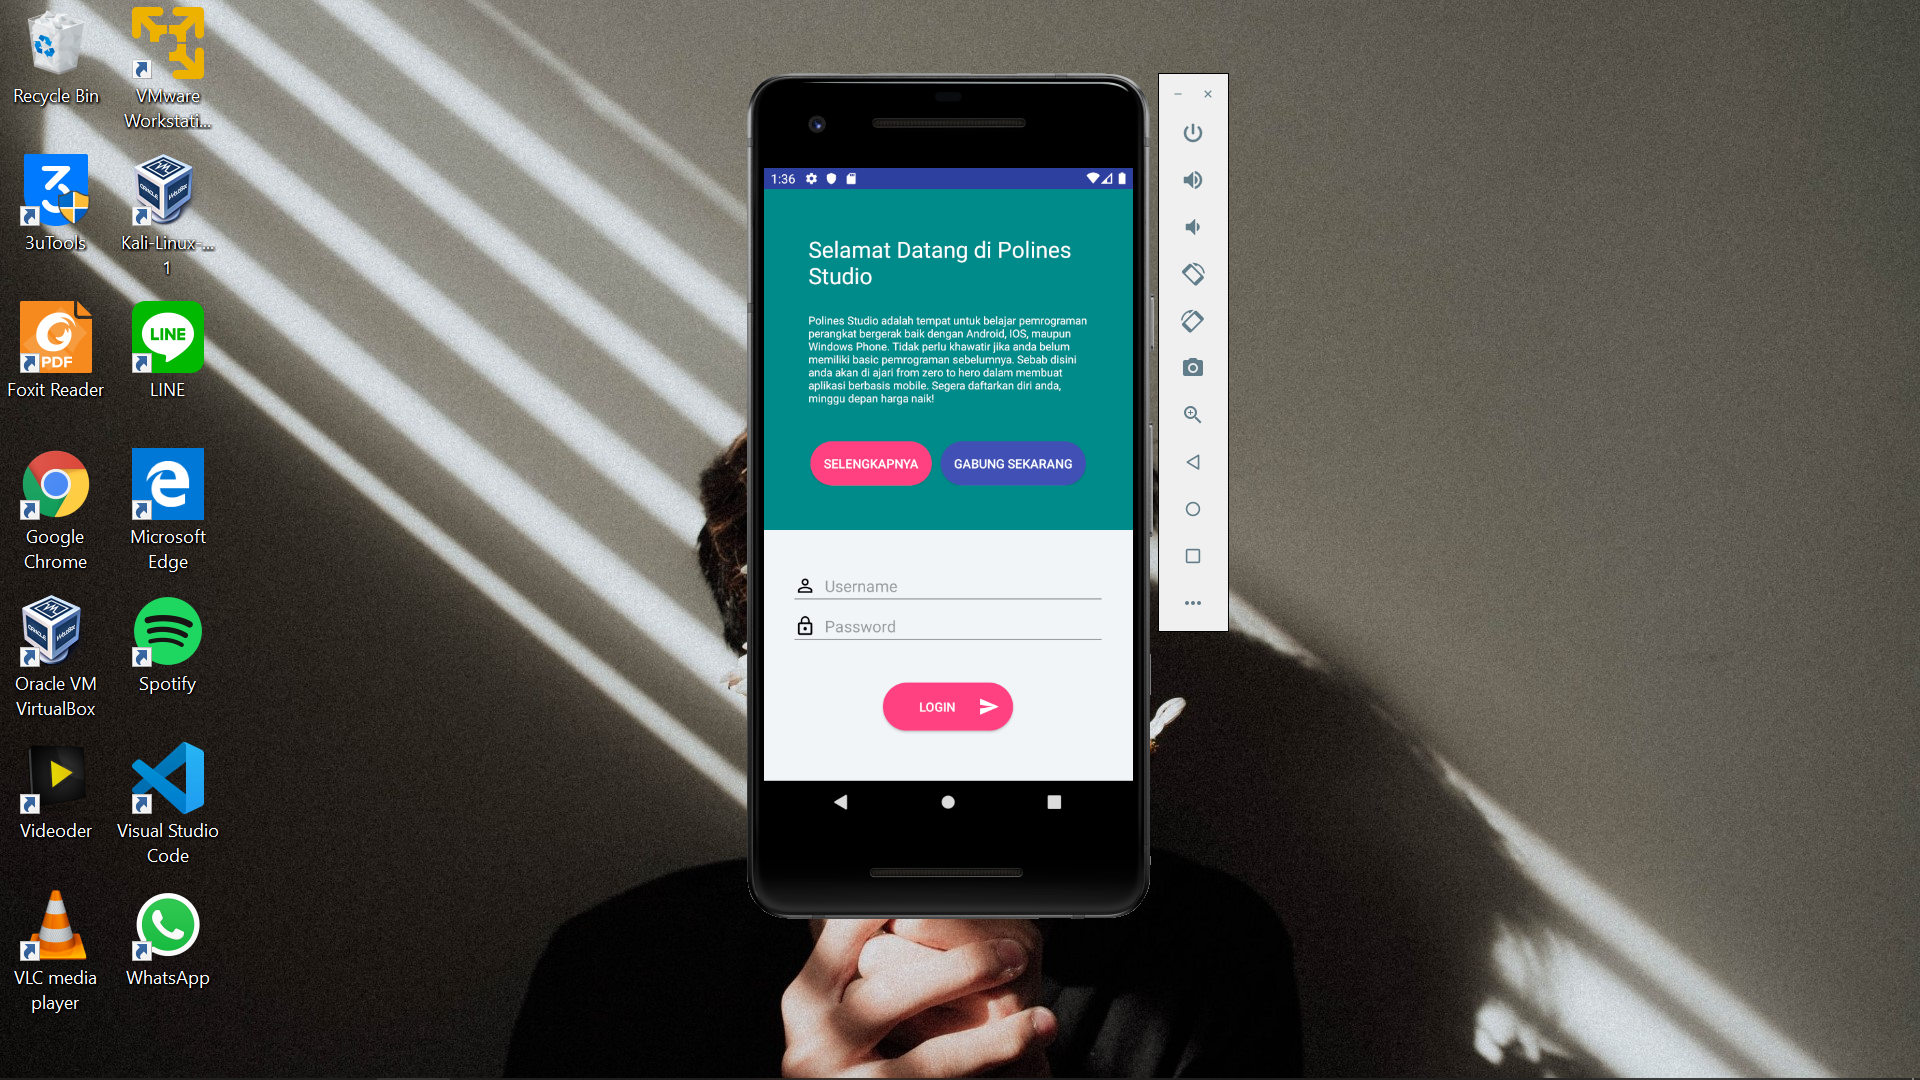 Recycle Bin
VMware
Workstati...
3uTools
Kali-Linux-...
1
PDF
Foxit Reader
LINE
LINE
Google
Chrome
Microsoft
Edge
Oracle VM
VirtualBox
Spotify
Videoder
Visual Studio
Code
VLC media
player
WhatsApp
1:36
Selamat Datang di Polines
Studio
Polines Studio adalah tempat untuk belajar pemrograman
perangkat bergerak baik dengan Android, IOS, maupun
Windows Phone. Tidak perlu khawatir jika anda belum
memiliki basic pemrograman sebelumnya. Sebab disini
anda akan di ajari from zero to hero dalam membuat
aplikasi berbasis mobile. Segera daftarkan diri anda,
minggu depan harga naik!
SELENGKAPNYA
GABUNG SEKARANG
Username
Password
LOGIN